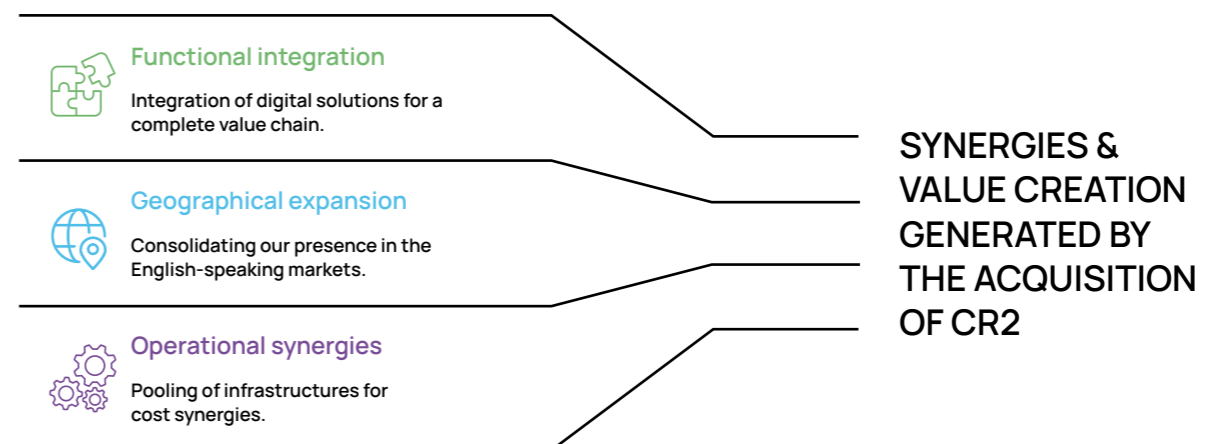 Functional integration
Integration of digital solutions for a
complete value chain.
Geographical expansion
Consolidating our presence in the
English-speaking markets.
Operational synergies
Pooling of infrastructures for
cost synergies.
SYNERGIES &
VALUE CREATION
GENERATED BY
THE ACQUISITION
OF CR2